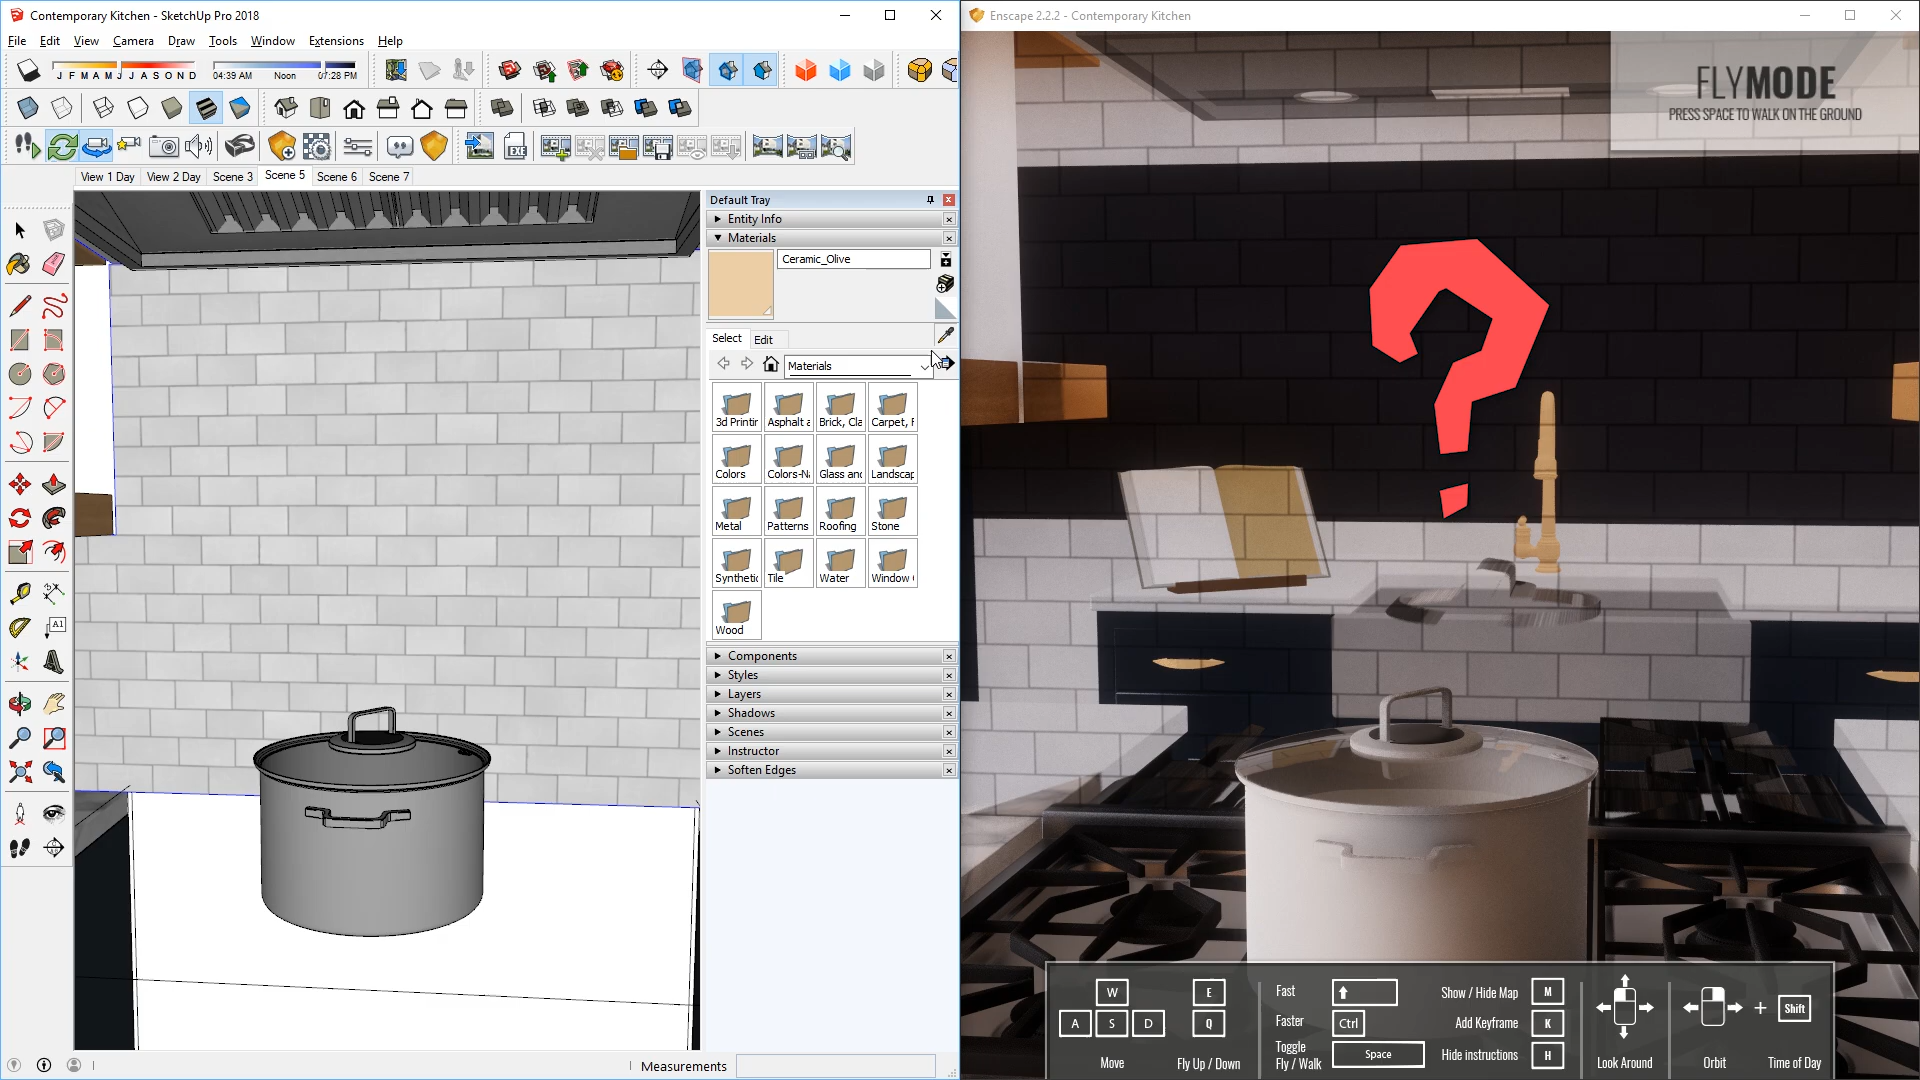 Contemporary Kitchen - SketchUp Pro 2018
File Edit View Camera Draw Tools Window Extensions Help
J F M A M J J A S O N D
04:39 AM Noon 07:28 PM
EXE
View 1 Day View 2 Day Scene 3 Scene 5 Scene 6 Scene 7
Default Tray
Entity Info
Materials
Ceramic_Olive
Select Edit
Materials
3d Printin Asphalt a Brick, Cla Carpet, F
Colors Colors-Na Glass and Landscap
Metal Patterns Roofing Stone
Synthetic Tile Water Window
Wood
A1
Components
Styles
Layers
Shadows
Scenes
Instructor
Soften Edges
Measurements
Enscape 2.2.2 - Contemporary Kitchen
FLYMODE
PRESS SPACE TO WALK ON THE GROUND
?
W E
A S D Q
Move Fly Up / Down
Fast
Faster Ctrl
Toggle Fly / Walk Space
Show / Hide Map M
Add Keyframe K
Hide instructions H
Look Around
Orbit
+ Shift
Time of Day